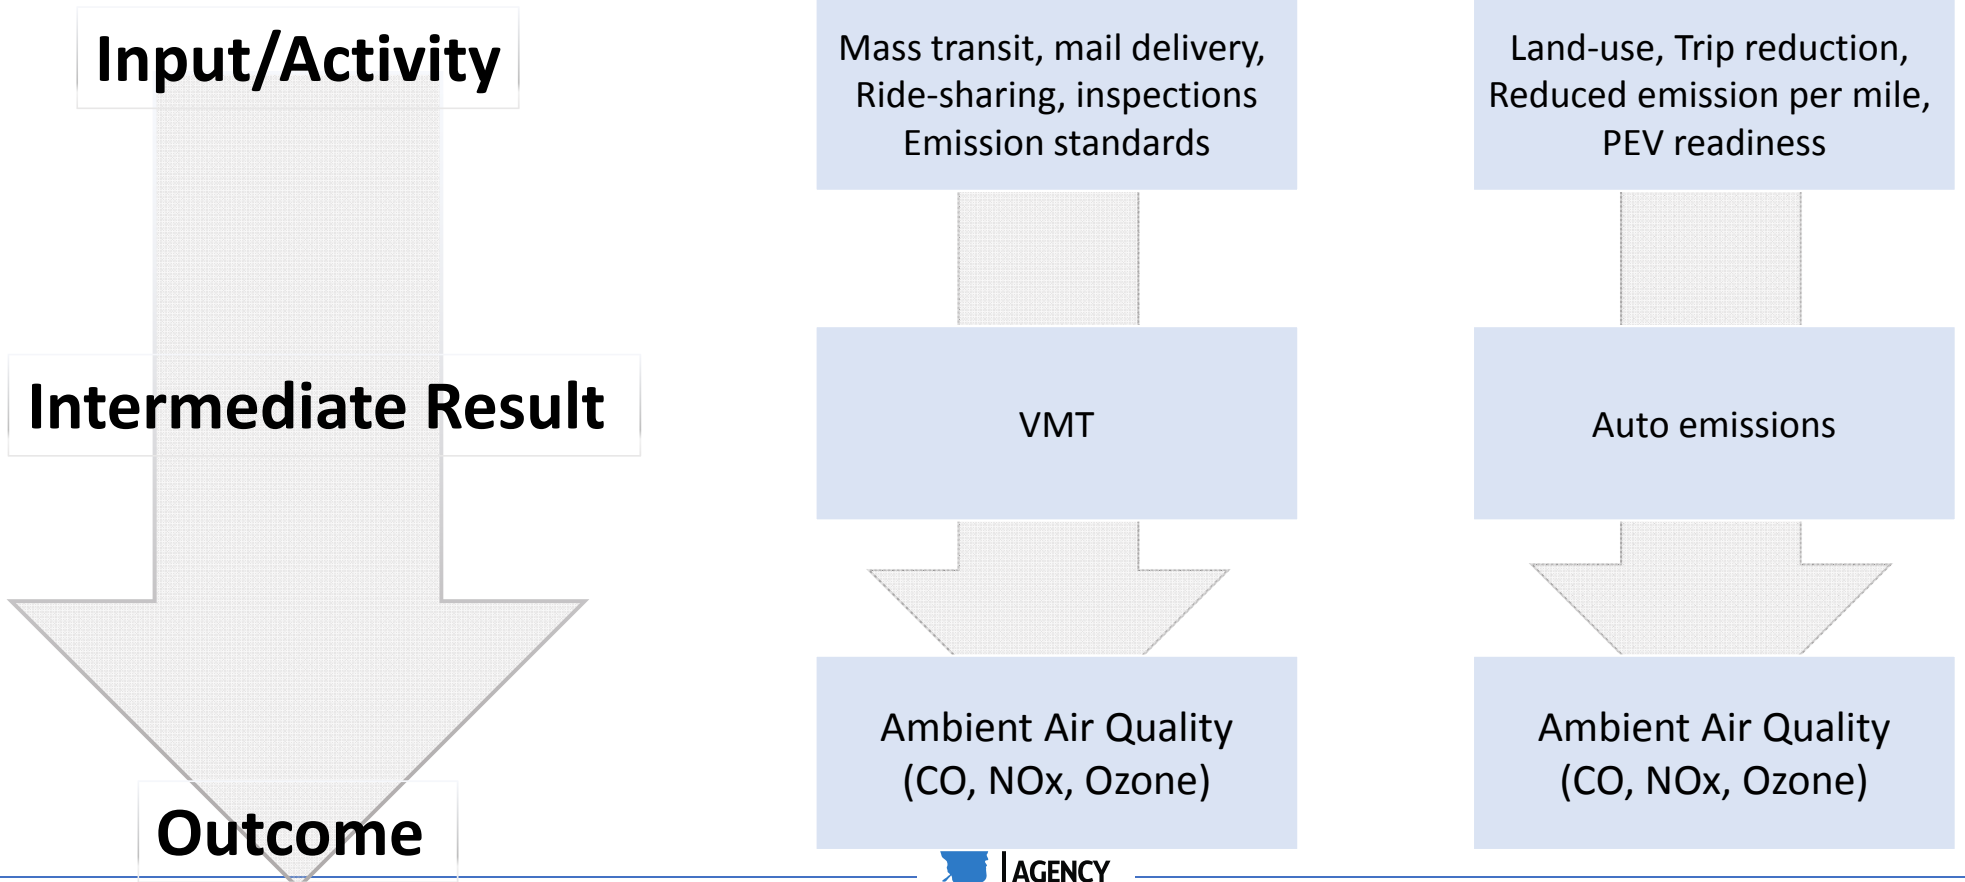 Input/Activity
Intermediate Result
Outcome
Mass transit, mail delivery,
Ride-sharing, inspections
Emission standards
VMT
Ambient Air Quality
(CO, NOx, Ozone)
Land-use, Trip reduction,
Reduced emission per mile,
PEV readiness
Auto emissions
Ambient Air Quality
(CO, NOx, Ozone)
AGENCY